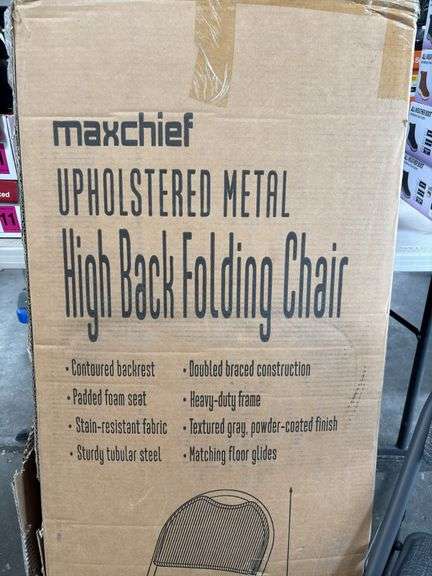 maxchief
UPHOLSTERED METAL
High Back Folding Chair
• Contoured backrest
• Padded foam seat
• Stain-resistant fabric
• Sturdy tubular steel
• Doubled braced construction
• Heavy-duty frame
• Textured gray, powder-coated finish
• Matching floor glides
11